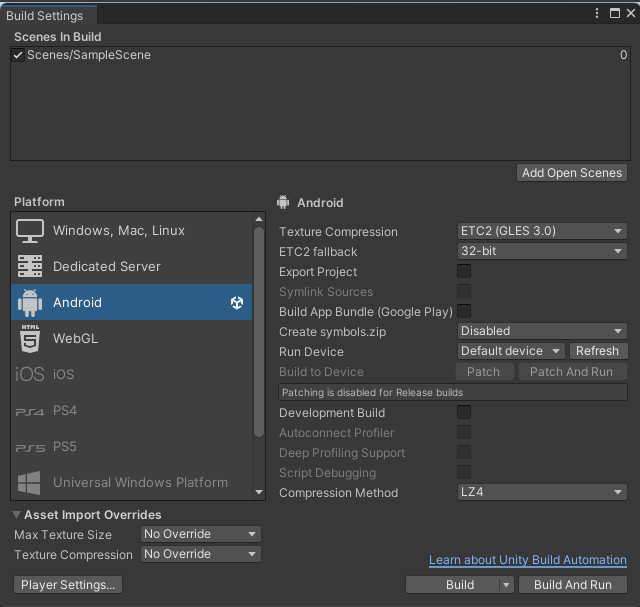 Build Settings
Scenes In Build
Scenes/SampleScene 0
Add Open Scenes
Platform
Windows, Mac, Linux
Dedicated Server
Android
HTML
5
WebGL
iOS iOS
PS4 PS4
PS5 PS5
Universal Windows Platform
Android
Texture Compression ETC2 (GLES 3.0)
ETC2 fallback 32-bit
Export Project
Symlink Sources
Build App Bundle (Google Play)
Create symbols.zip Disabled
Run Device Default device Refresh
Build to Device Patch Patch And Run
Patching is disabled for Release builds
Development Build
Autoconnect Profiler
Deep Profiling Support
Script Debugging
Compression Method LZ4
Asset Import Overrides
Max Texture Size No Override
Texture Compression No Override
Learn about Unity Build Automation
Player Settings... Build Build And Run